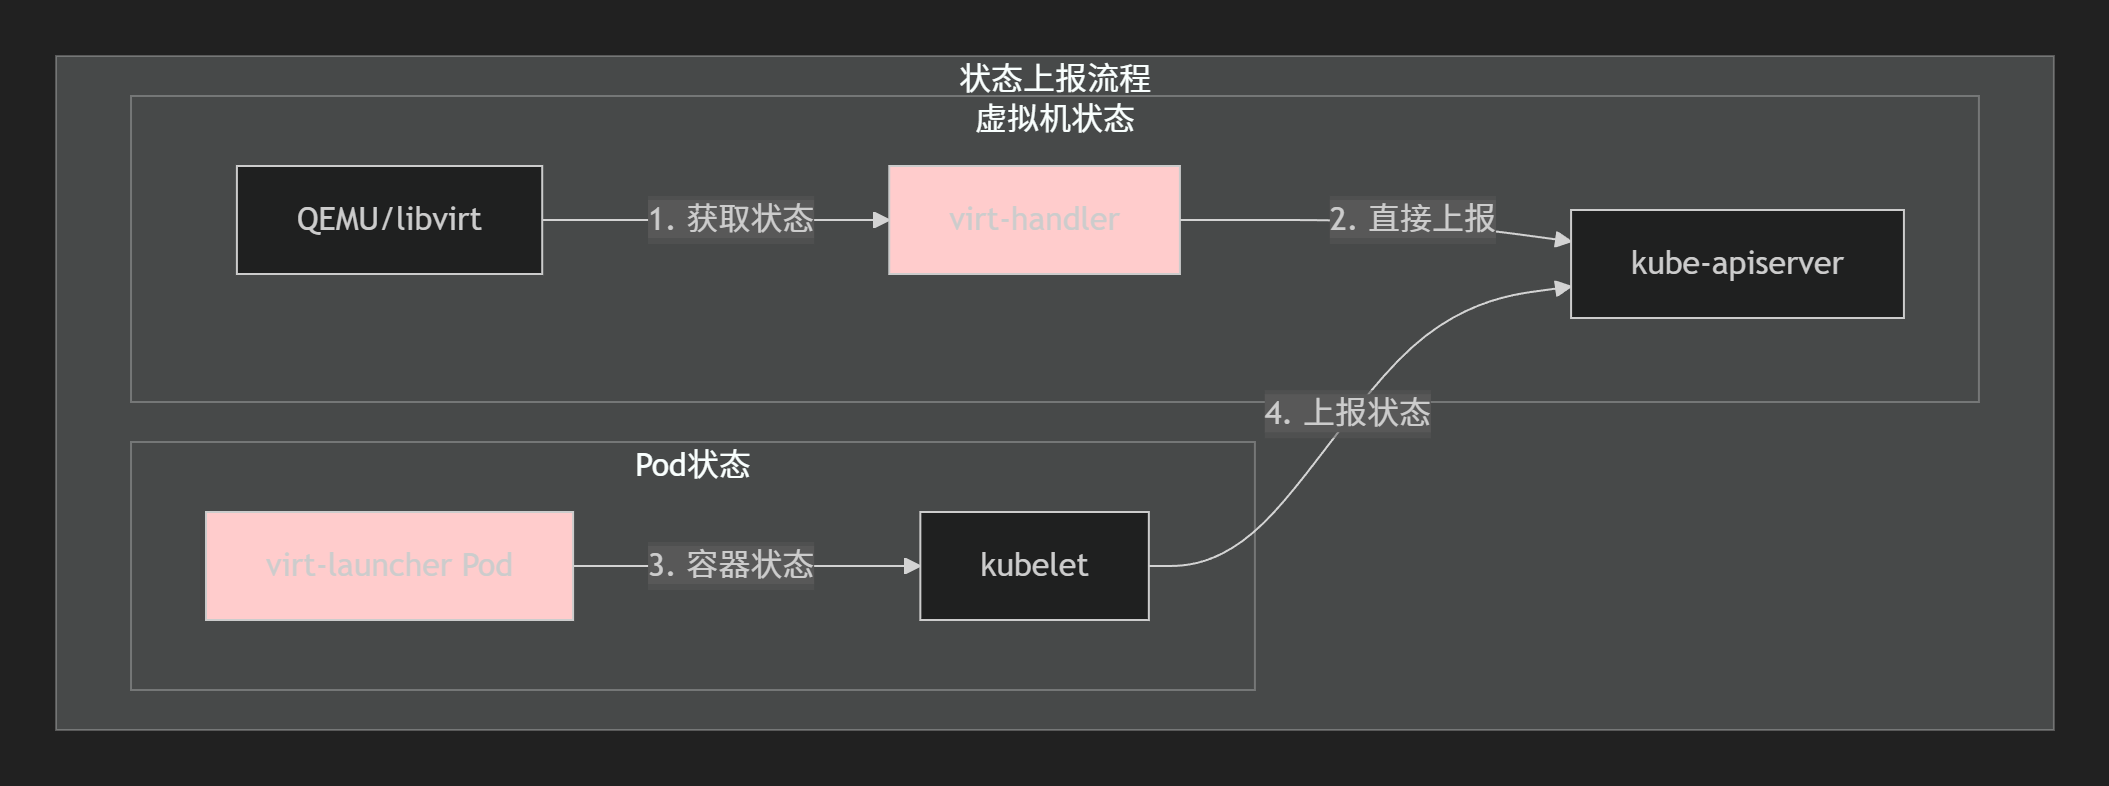 状态上报流程
虚拟机状态
QEMU/libvirt
1. 获取状态
virt-handler
2. 直接上报
kube-apiserver
4. 上报状态
Pod状态
virt-launcher Pod
3. 容器状态
kubelet